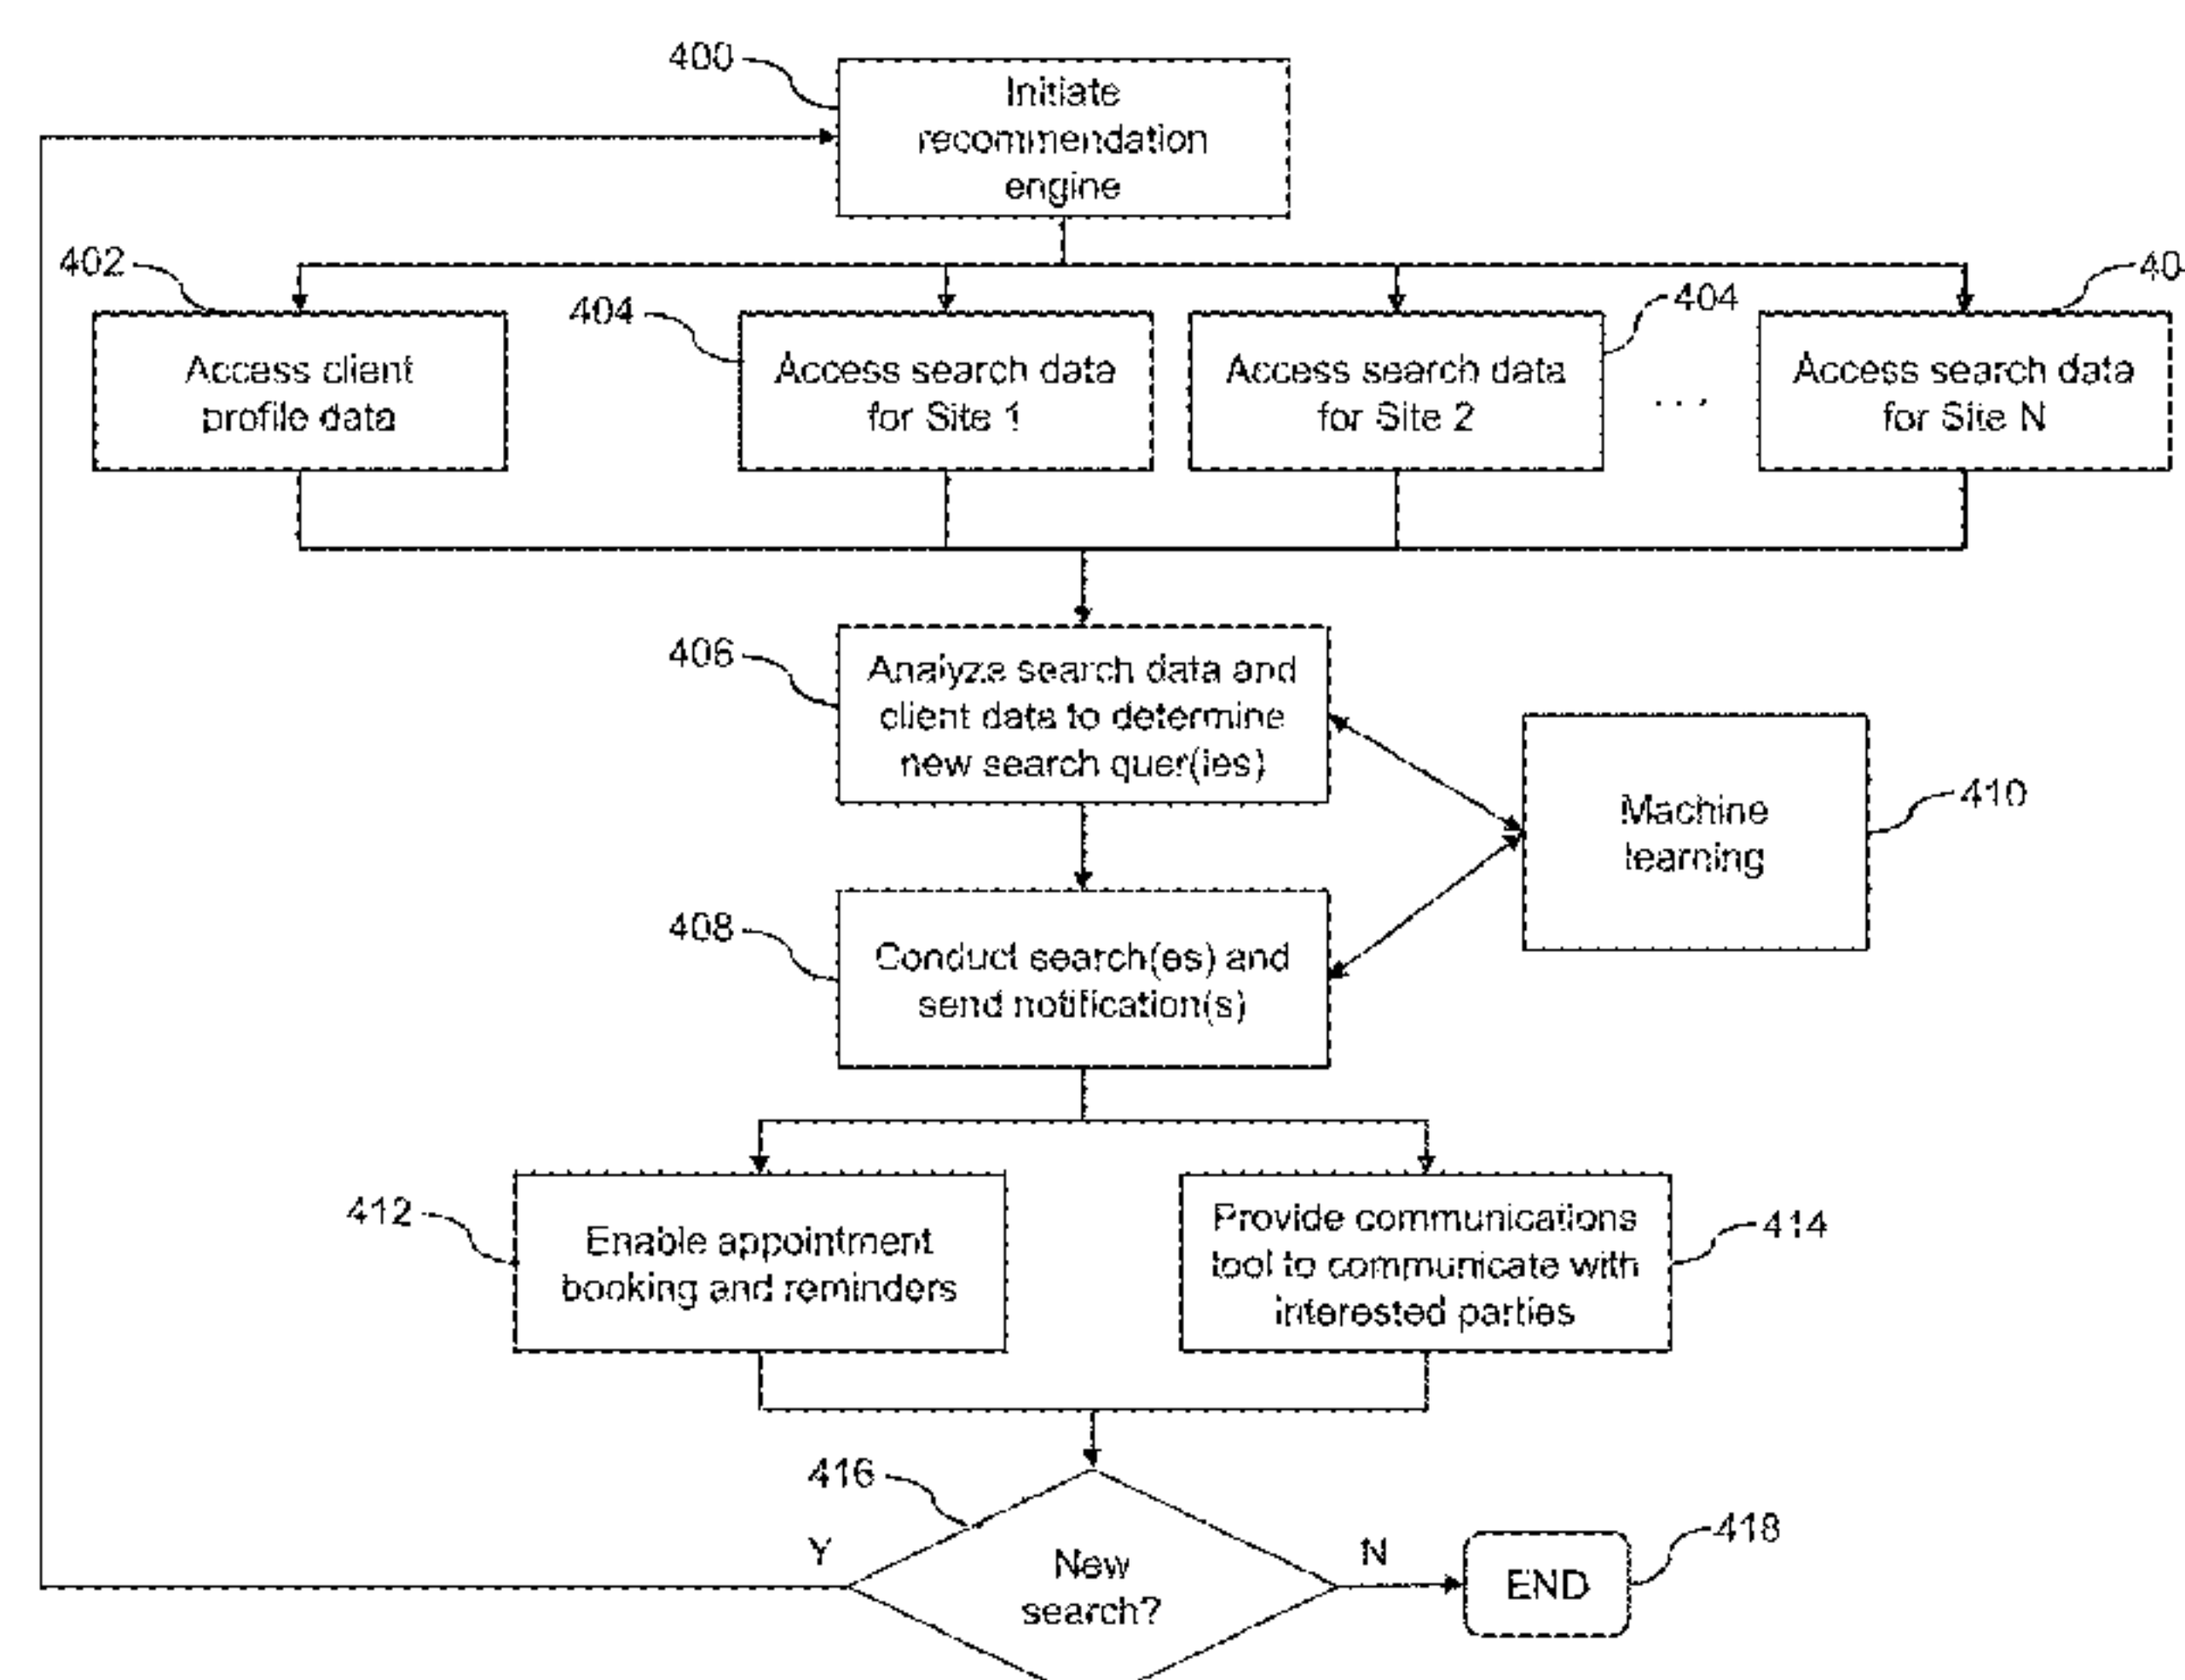 400
Initiate
recommendation
engine
402
404
404
40
Access client
profile data
Access search data
for Site 1
Access search data
for Site 2
...
Access search data
for Site N
406
Analyze search data and
client data to determine
new search quer(ies)
Machine
learning
410
408
Conduct search(es) and
send notification(s)
412
Enable appointment
booking and reminders
Provide communications
tool to communicate with
interested parties
414
416
Y
New
search?
N
END
418